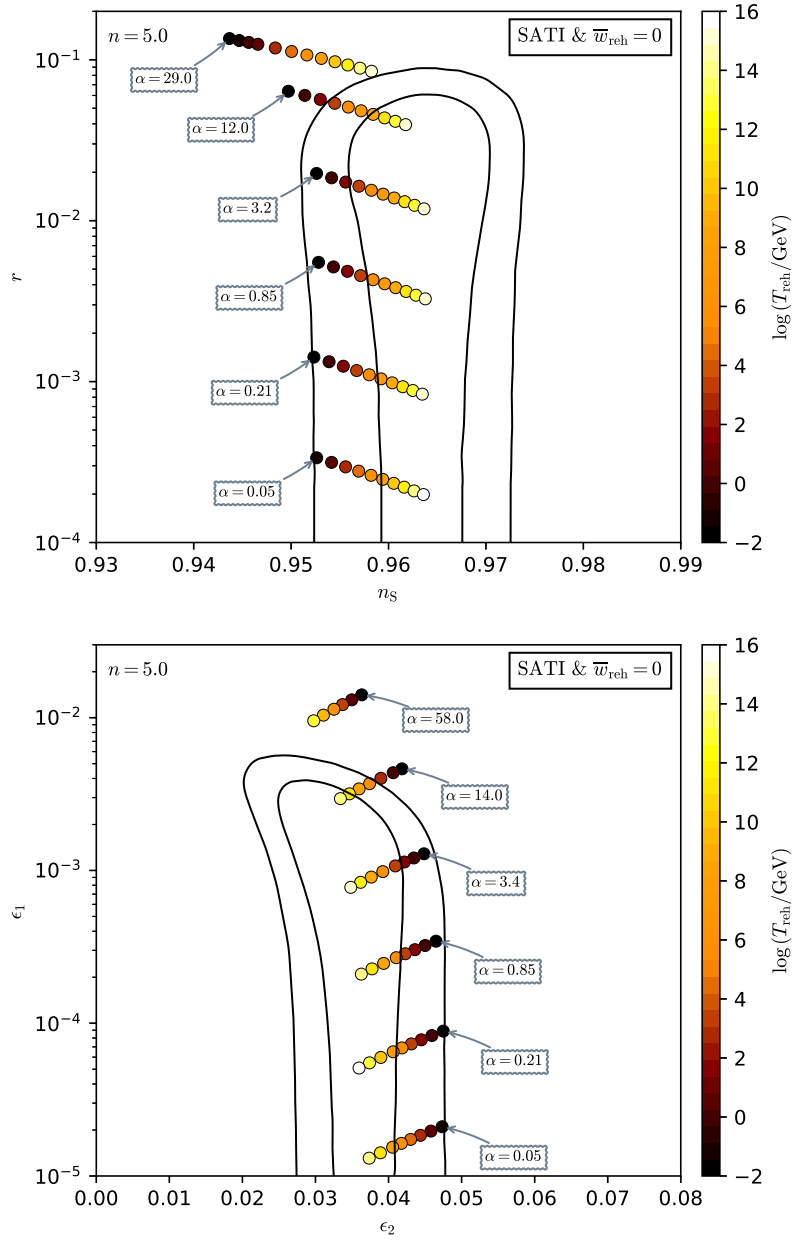 n = 5.0
SATI & w̅reh = 0
α = 29.0
α = 12.0
α = 3.2
α = 0.85
α = 0.21
α = 0.05
10⁻¹
10⁻²
10⁻³
10⁻⁴
r
0.93 0.94 0.95 0.96 0.97 0.98 0.99
nS
16
14
12
10
8
6
4
2
0
−2
log (Treh/GeV)
n = 5.0
SATI & w̅reh = 0
α = 58.0
α = 14.0
α = 3.4
α = 0.85
α = 0.21
α = 0.05
10⁻²
10⁻³
10⁻⁴
10⁻⁵
ϵ₁
0.00 0.01 0.02 0.03 0.04 0.05 0.06 0.07 0.08
ϵ₂
16
14
12
10
8
6
4
2
0
−2
log (Treh/GeV)